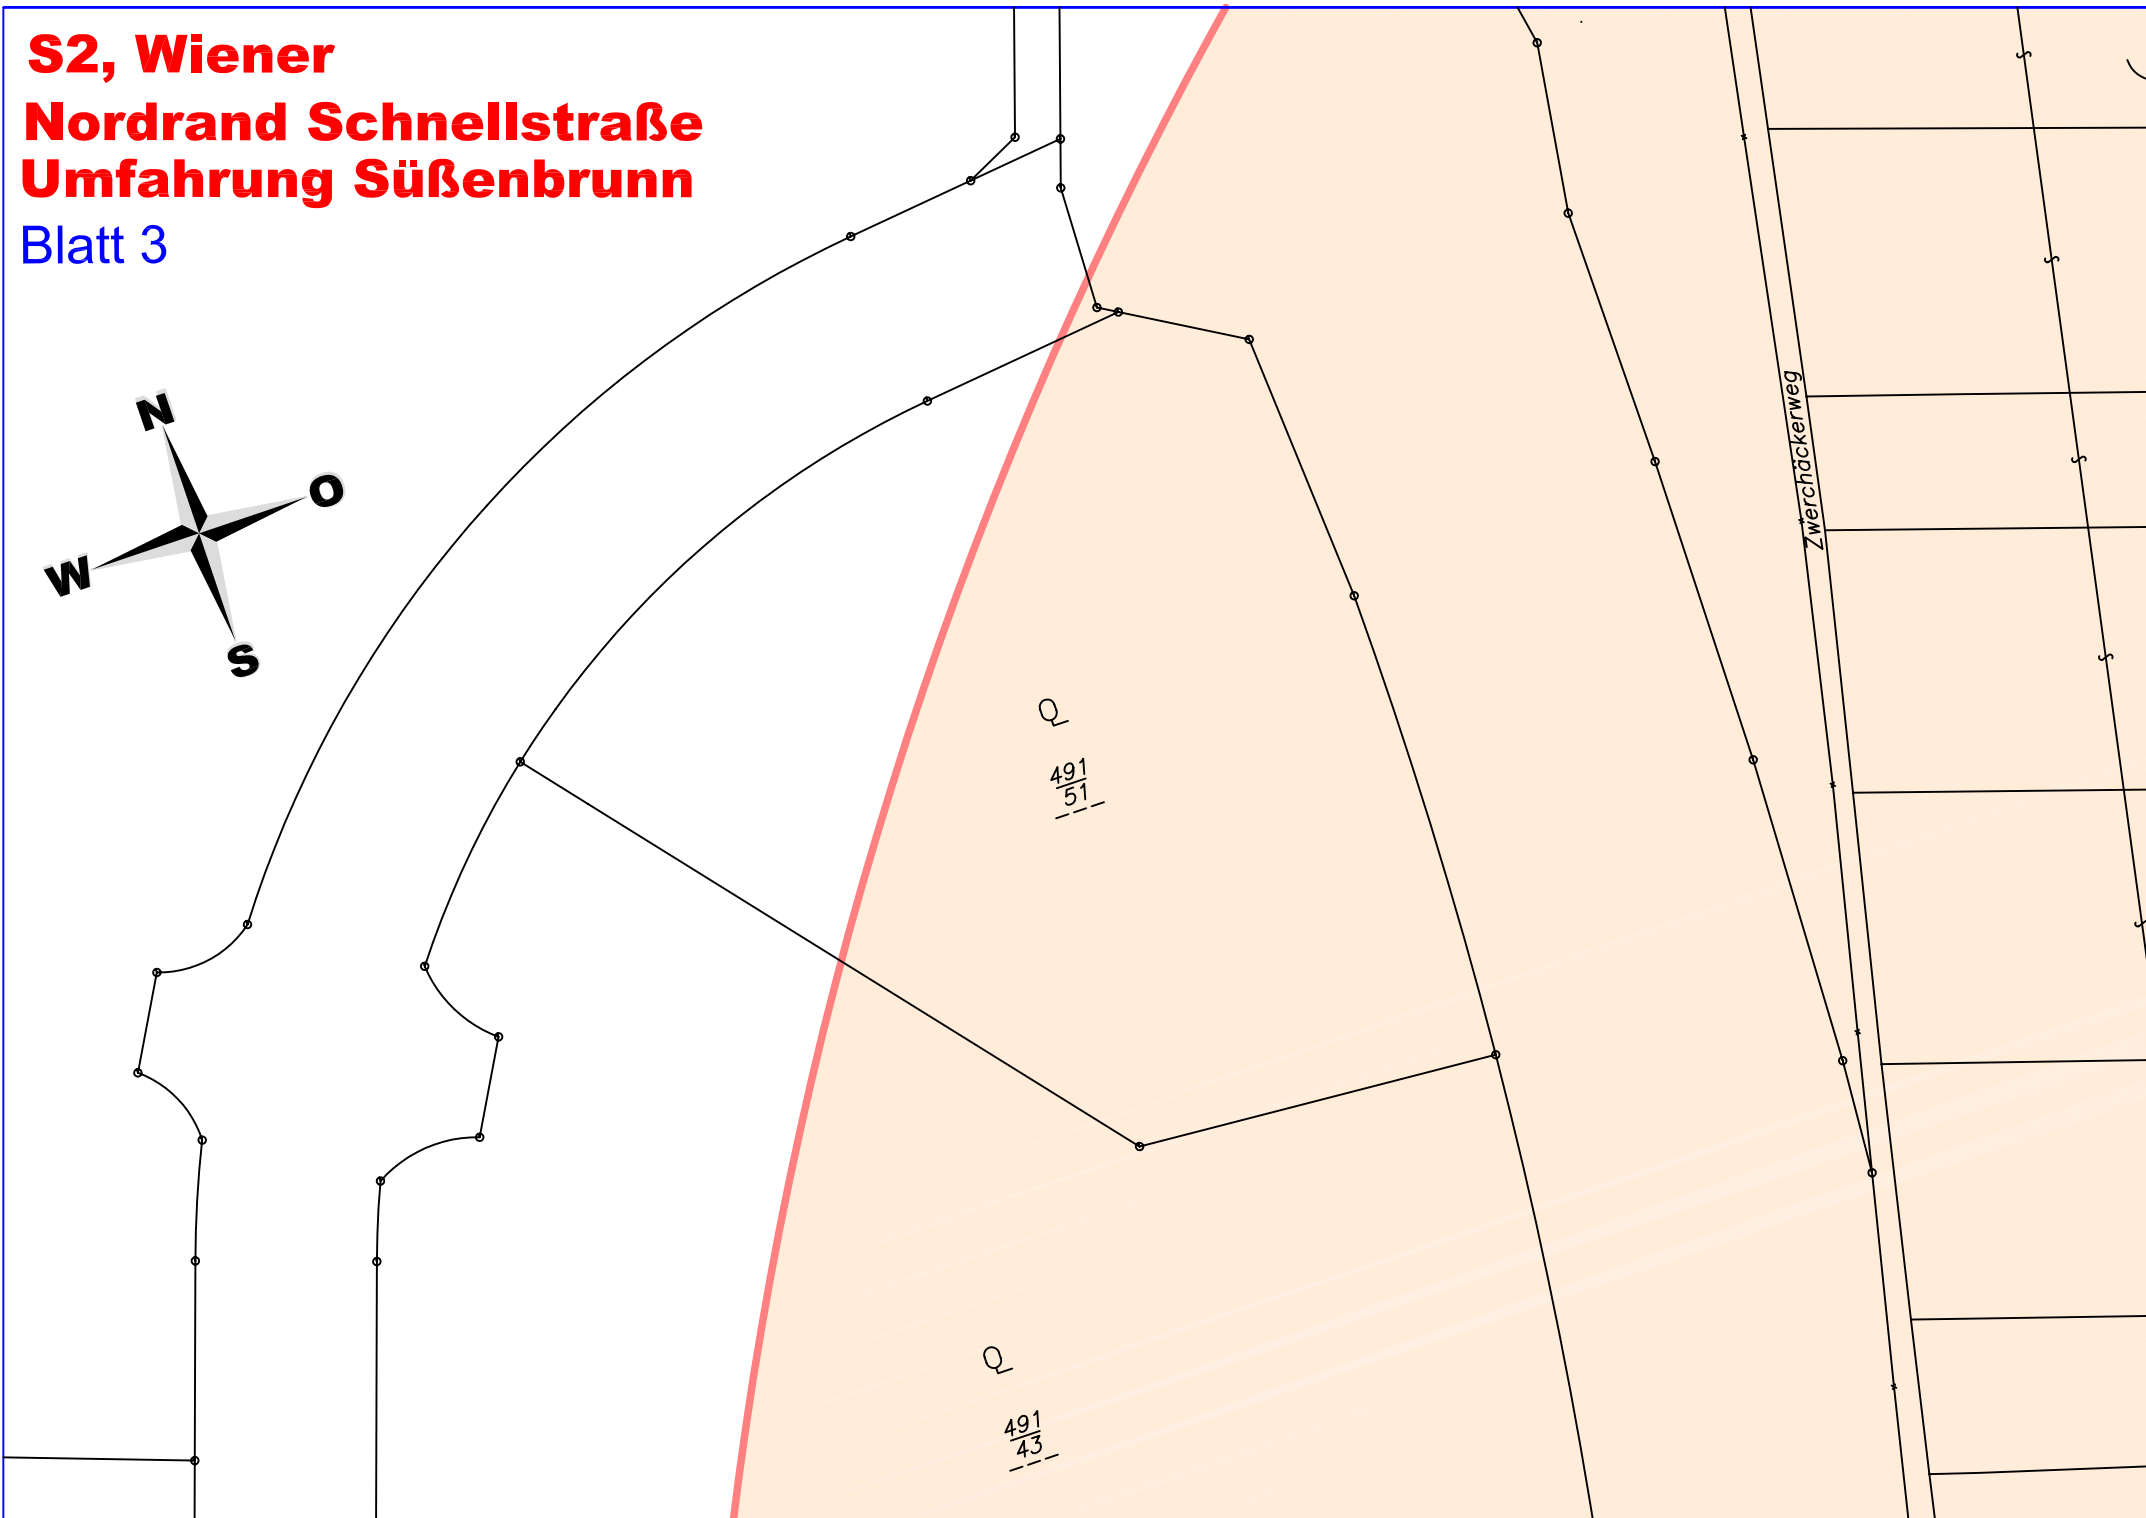 S2, Wiener
Nordrand Schnellstraße
Umfahrung Süßenbrunn
Blatt 3
N
O
W
S
Zwerchäckerweg
491
51
491
43